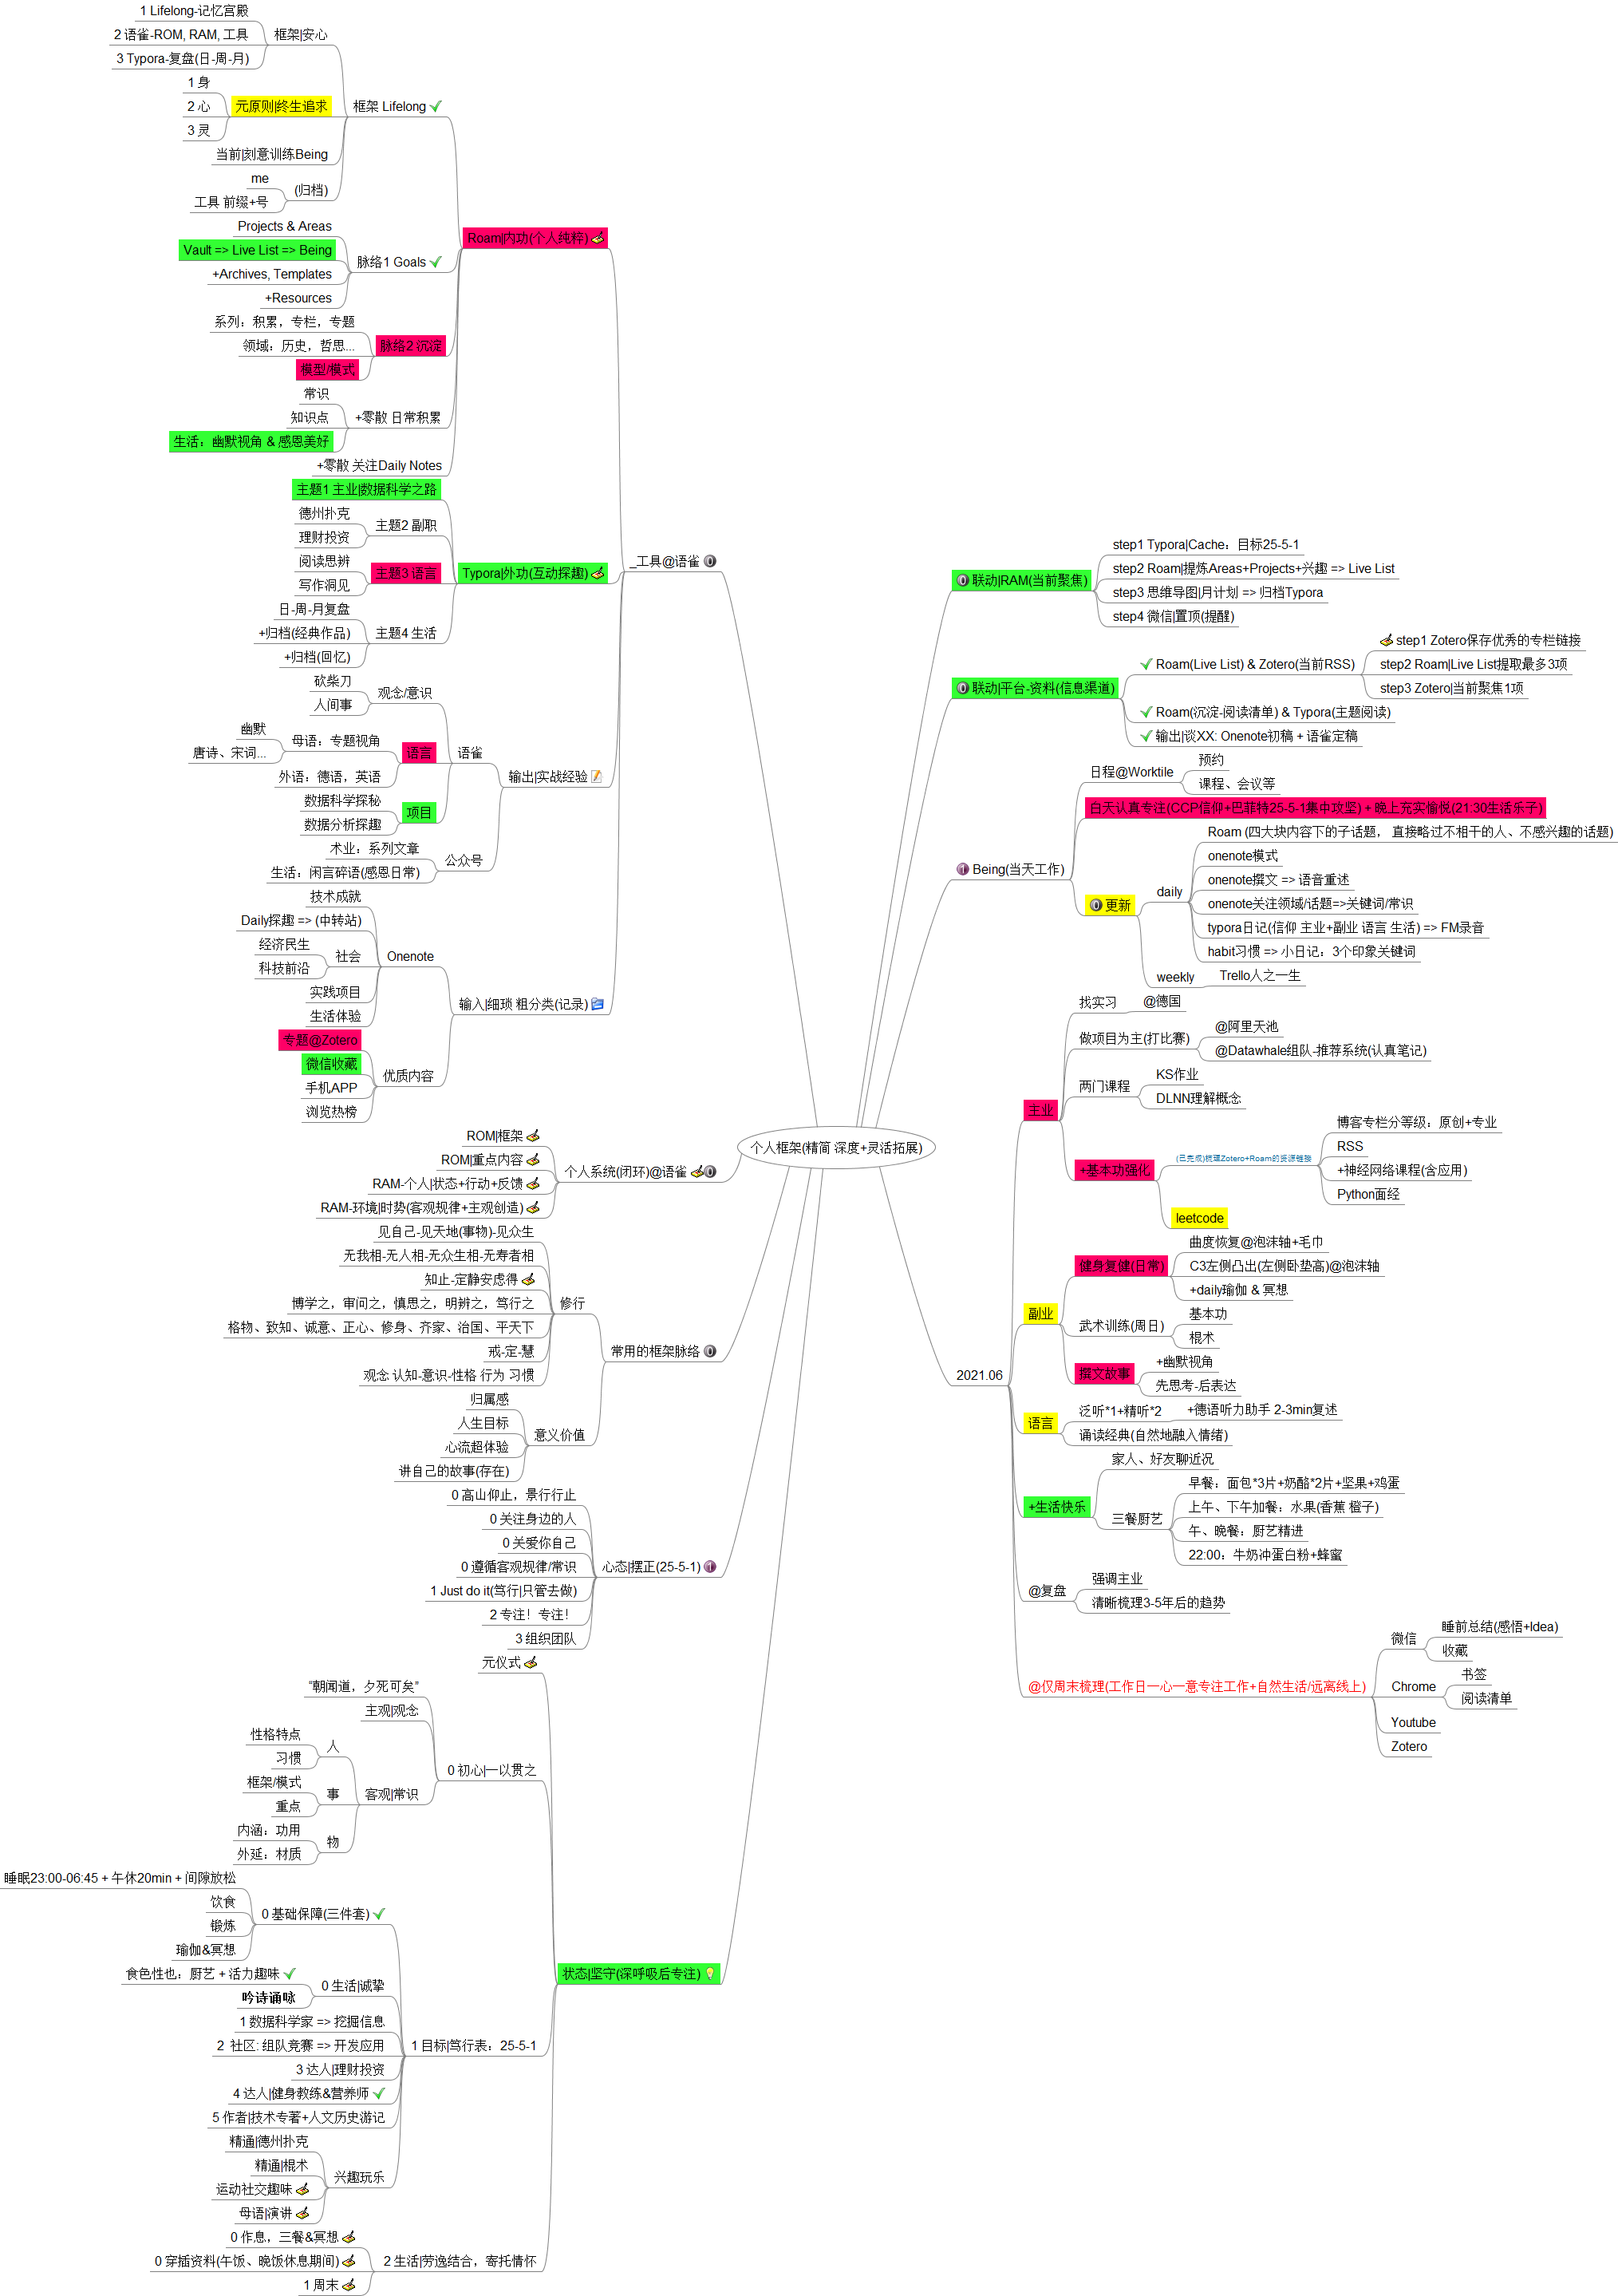 个人框架(精简 深度+灵活拓展)
_工具@语雀
Roam|内功(个人纯粹)
框架 Lifelong
框架|安心
1 Lifelong-记忆宫殿
2 语雀-ROM, RAM, 工具
3 Typora-复盘(日-周-月)
元原则|终生追求
1 身
2 心
3 灵
当前|刻意训练Being
(归档)
me
工具 前缀+号
脉络1 Goals
Projects & Areas
Vault => Live List => Being
+Archives, Templates
+Resources
脉络2 沉淀
系列：积累，专栏，专题
领域：历史，哲思...
模型/模式
+零散 日常积累
常识
知识点
生活：幽默视角 & 感恩美好
+零散 关注Daily Notes
Typora|外功(互动探趣)
主题1 主业|数据科学之路
主题2 副职
德州扑克
理财投资
主题3 语言
阅读思辨
写作洞见
主题4 生活
日-周-月复盘
+归档(经典作品)
+归档(回忆)
输出|实战经验
语雀
观念/意识
砍柴刀
人间事
语言
母语：专题视角
幽默
唐诗、宋词...
外语：德语，英语
项目
数据科学探秘
数据分析探趣
公众号
术业：系列文章
生活：闲言碎语(感恩日常)
输入|细琐 粗分类(记录)
Onenote
技术成就
Daily探趣 => (中转站)
社会
经济民生
科技前沿
实践项目
生活体验
优质内容
专题@Zotero
微信收藏
手机APP
浏览热榜
个人系统(闭环)@语雀
ROM|框架
ROM|重点内容
RAM-个人|状态+行动+反馈
RAM-环境|时势(客观规律+主观创造)
常用的框架脉络
修行
见自己-见天地(事物)-见众生
无我相-无人相-无众生相-无寿者相
知止-定静安虑得
博学之，审问之，慎思之，明辨之，笃行之
格物、致知、诚意、正心、修身、齐家、治国、平天下
戒-定-慧
观念 认知-意识-性格 行为 习惯
意义价值
归属感
人生目标
心流超体验
讲自己的故事(存在)
心态|摆正(25-5-1)
0 高山仰止，景行行止
0 关注身边的人
0 关爱你自己
0 遵循客观规律/常识
1 Just do it(笃行|只管去做)
2 专注！专注！
3 组织团队
状态|坚守(深呼吸后专注)
元仪式
0 初心|一以贯之
“朝闻道，夕死可矣”
主观|观念
客观|常识
人
性格特点
习惯
事
框架/模式
重点
物
内涵：功用
外延：材质
1 目标|笃行表：25-5-1
0 基础保障(三件套)
睡眠23:00-06:45 + 午休20min + 间隙放松
饮食
锻炼
瑜伽&冥想
0 生活|诚挚
食色性也：厨艺 + 活力趣味
吟诗诵咏
1 数据科学家 => 挖掘信息
2 社区: 组队竞赛 => 开发应用
3 达人|理财投资
4 达人|健身教练&营养师
5 作者|技术专著+人文历史游记
兴趣玩乐
精通|德州扑克
精通|棍术
运动社交趣味
母语|演讲
2 生活|劳逸结合，寄托情怀
0 作息，三餐&冥想
0 穿插资料(午饭、晚饭休息期间)
1 周末
联动|RAM(当前聚焦)
step1 Typora|Cache：目标25-5-1
step2 Roam|提炼Areas+Projects+兴趣 => Live List
step3 思维导图|月计划 => 归档Typora
step4 微信|置顶(提醒)
联动|平台-资料(信息渠道)
Roam(Live List) & Zotero(当前RSS)
step1 Zotero保存优秀的专栏链接
step2 Roam|Live List提取最多3项
step3 Zotero|当前聚焦1项
Roam(沉淀-阅读清单) & Typora(主题阅读)
输出|谈XX: Onenote初稿 + 语雀定稿
Being(当天工作)
日程@Worktile
预约
课程、会议等
白天认真专注(CCP信仰+巴菲特25-5-1集中攻坚) + 晚上充实愉悦(21:30生活乐子)
更新
daily
Roam (四大块内容下的子话题， 直接略过不相干的人、不感兴趣的话题)
onenote模式
onenote撰文 => 语音重述
onenote关注领域/话题=>关键词/常识
typora日记(信仰 主业+副业 语言 生活) => FM录音
habit习惯 => 小日记：3个印象关键词
weekly
Trello人之一生
2021.06
主业
找实习
@德国
做项目为主(打比赛)
@阿里天池
@Datawhale组队-推荐系统(认真笔记)
两门课程
KS作业
DLNN理解概念
+基本功强化
(已完成)梳理Zotero+Roam的资源链接
博客专栏分等级：原创+专业
RSS
+神经网络课程(含应用)
Python面经
leetcode
副业
健身复健(日常)
曲度恢复@泡沫轴+毛巾
C3左侧凸出(左侧卧垫高)@泡沫轴
+daily瑜伽 & 冥想
武术训练(周日)
基本功
棍术
撰文故事
+幽默视角
先思考-后表达
语言
泛听*1+精听*2
+德语听力助手 2-3min复述
诵读经典(自然地融入情绪)
+生活快乐
家人、好友聊近况
三餐厨艺
早餐：面包*3片+奶酪*2片+坚果+鸡蛋
上午、下午加餐：水果(香蕉 橙子)
午、晚餐：厨艺精进
22:00：牛奶冲蛋白粉+蜂蜜
@复盘
强调主业
清晰梳理3-5年后的趋势
@仅周末梳理(工作日一心一意专注工作+自然生活/远离线上)
微信
睡前总结(感悟+Idea)
收藏
Chrome
书签
阅读清单
Youtube
Zotero